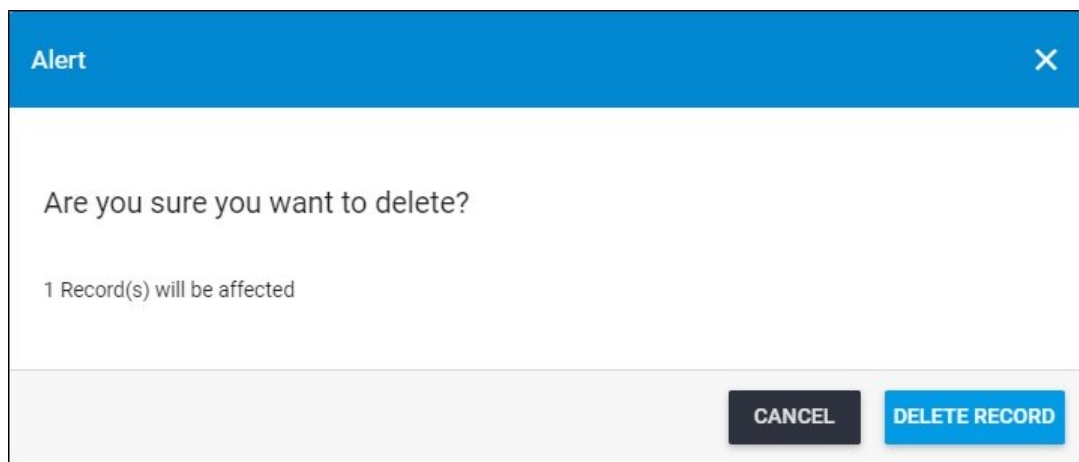 Alert
Are you sure you want to delete?
1 Record(s) will be affected
CANCEL DELETE RECORD